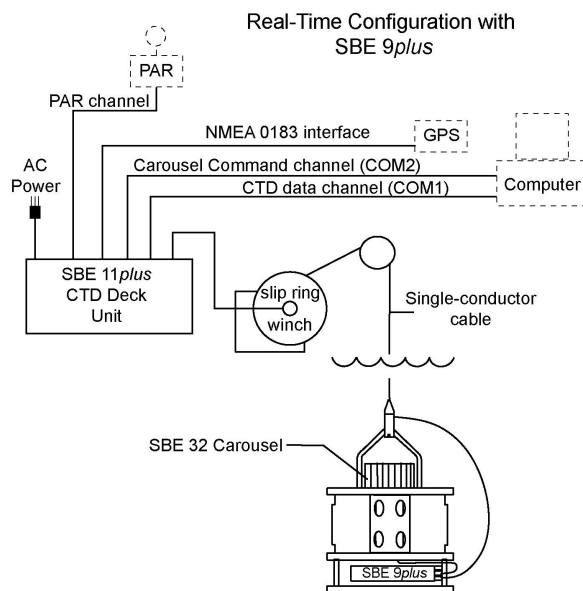 Real-Time Configuration with
SBE 9plus
PAR
PAR channel
NMEA 0183 interface
GPS
AC
Power
Carousel Command channel (COM2)
CTD data channel (COM1)
Computer
SBE 11plus
CTD Deck
Unit
slip ring
winch
Single-conductor
cable
SBE 32 Carousel
SBE 9plus